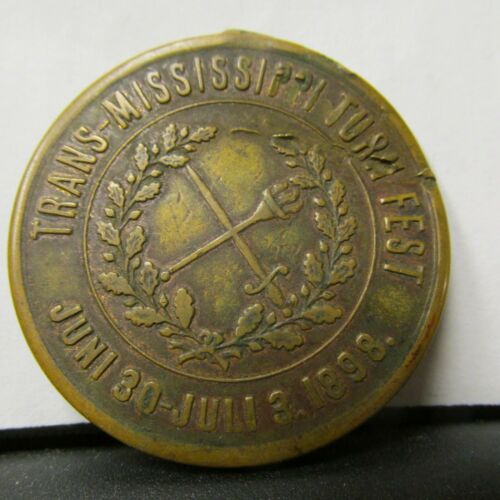 TRANS-MISSISSIPPI TURN FEST
JUNI 30-JULI 3.1898.